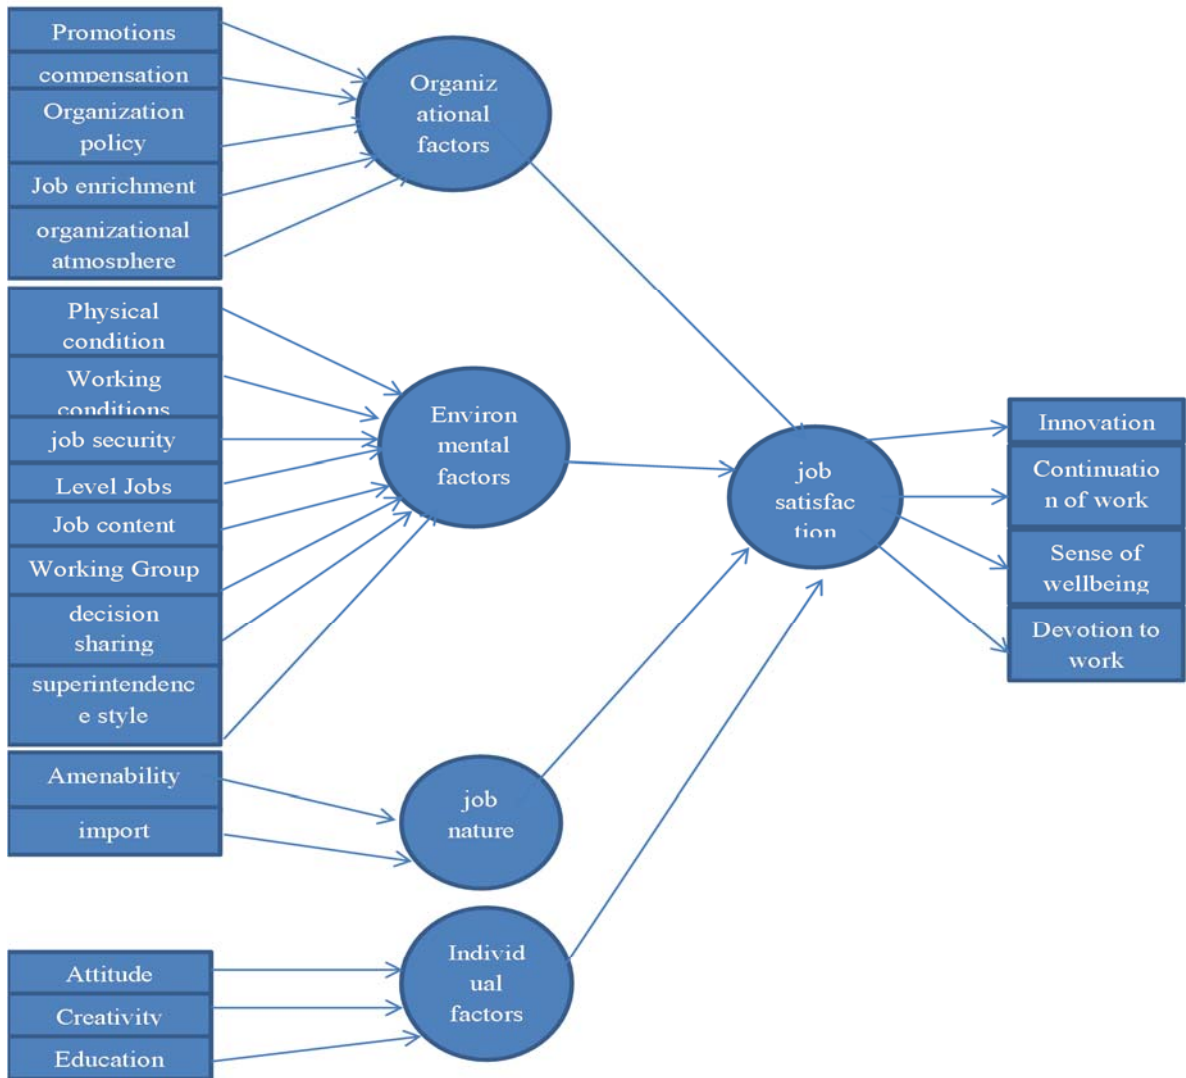 Promotions
compensation
Organization
policy
Job enrichment
organizational
atmosphere
Organiz
ational
factors
Physical
condition
Working
conditions
job security
Level Jobs
Job content
Working Group
decision
sharing
superintendenc
e style
Environ
mental
factors
Amenability
import
job
nature
Attitude
Creativity
Education
Individ
ual
factors
job
satisfac
tion
Innovation
Continuatio
n of work
Sense of
wellbeing
Devotion to
work